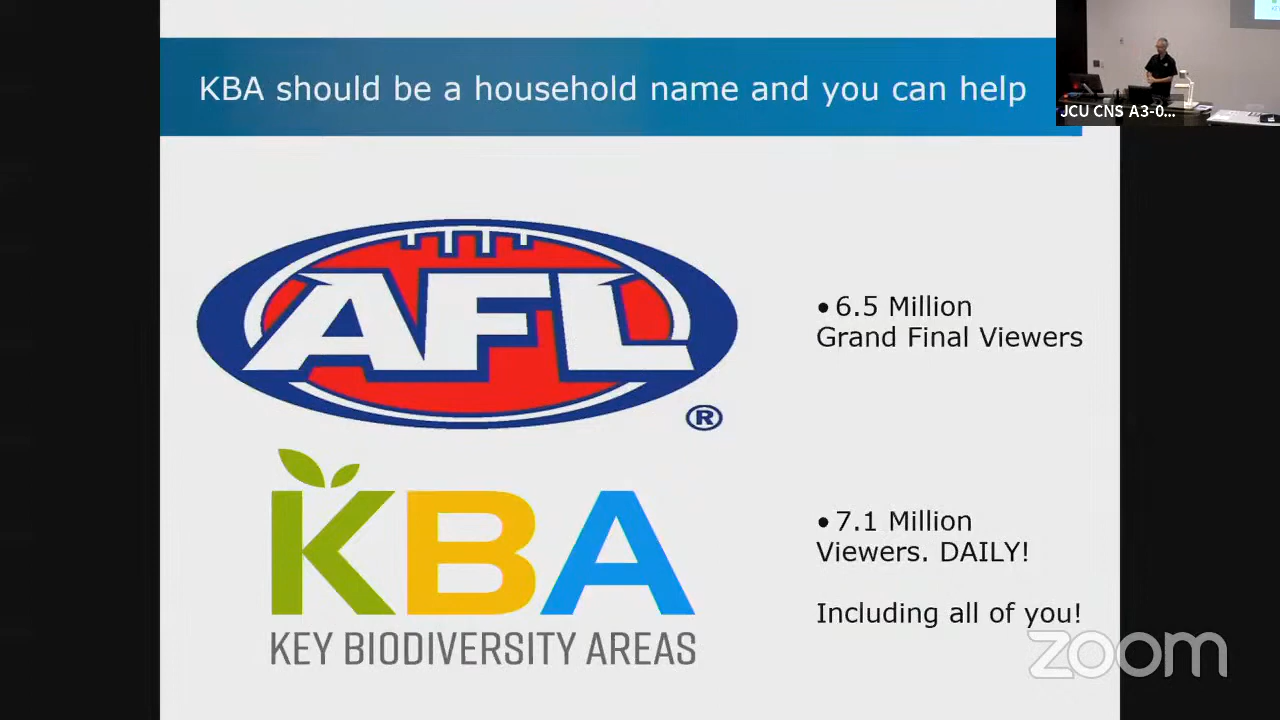 KBA should be a household name and you can help
JCU CNS A3-0...
AFL
®
• 6.5 Million
Grand Final Viewers
KBA
KEY BIODIVERSITY AREAS
• 7.1 Million
Viewers. DAILY!
Including all of you!
zoom